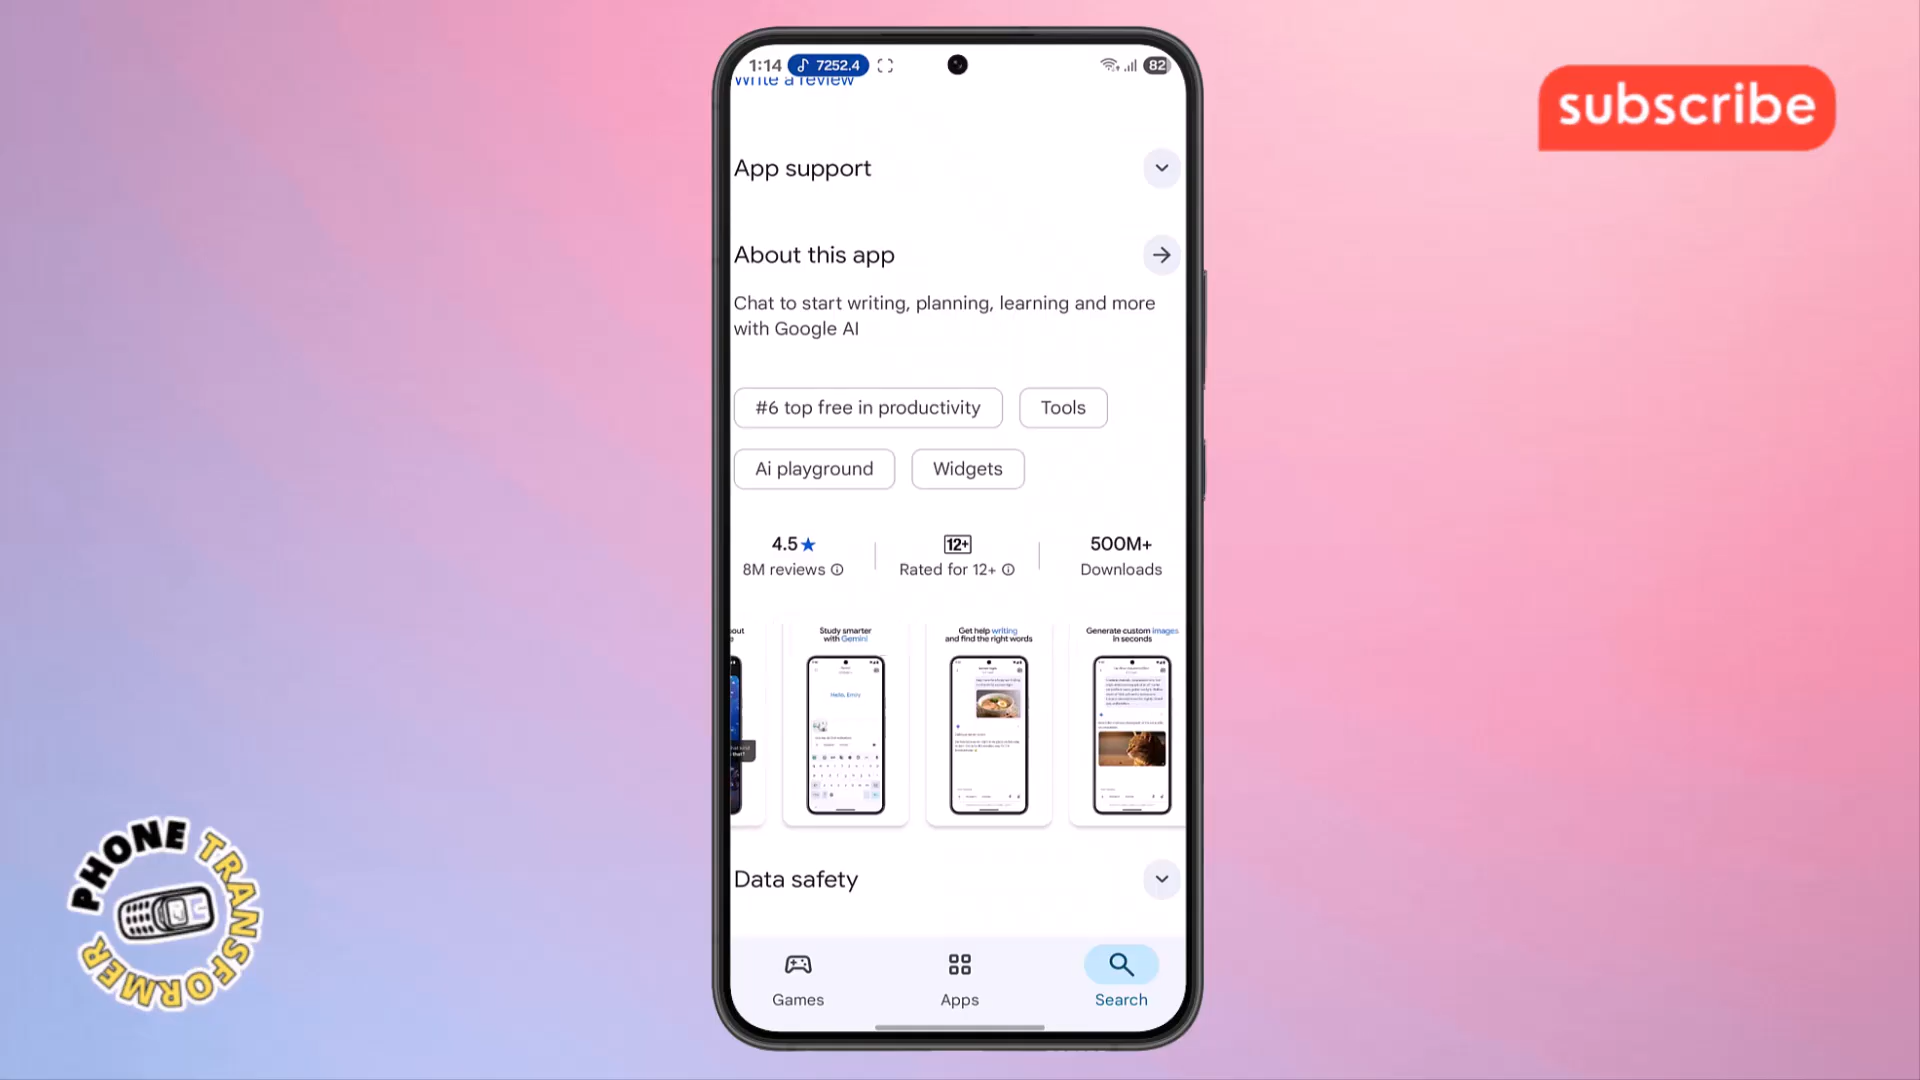 subscribe
1:14 7252.4 82
Write a review
App support
About this app
Chat to start writing, planning, learning and more
with Google AI
#6 top free in productivity Tools
Ai playground Widgets
4.5★ 12+ 500M+
8M reviews Rated for 12+ Downloads
Study smarter
with Gemini
Get help writing
and find the right words
Generate custom images
in seconds
Hello, Emily
Data safety
Games Apps Search
PHONE TRANSFORMER